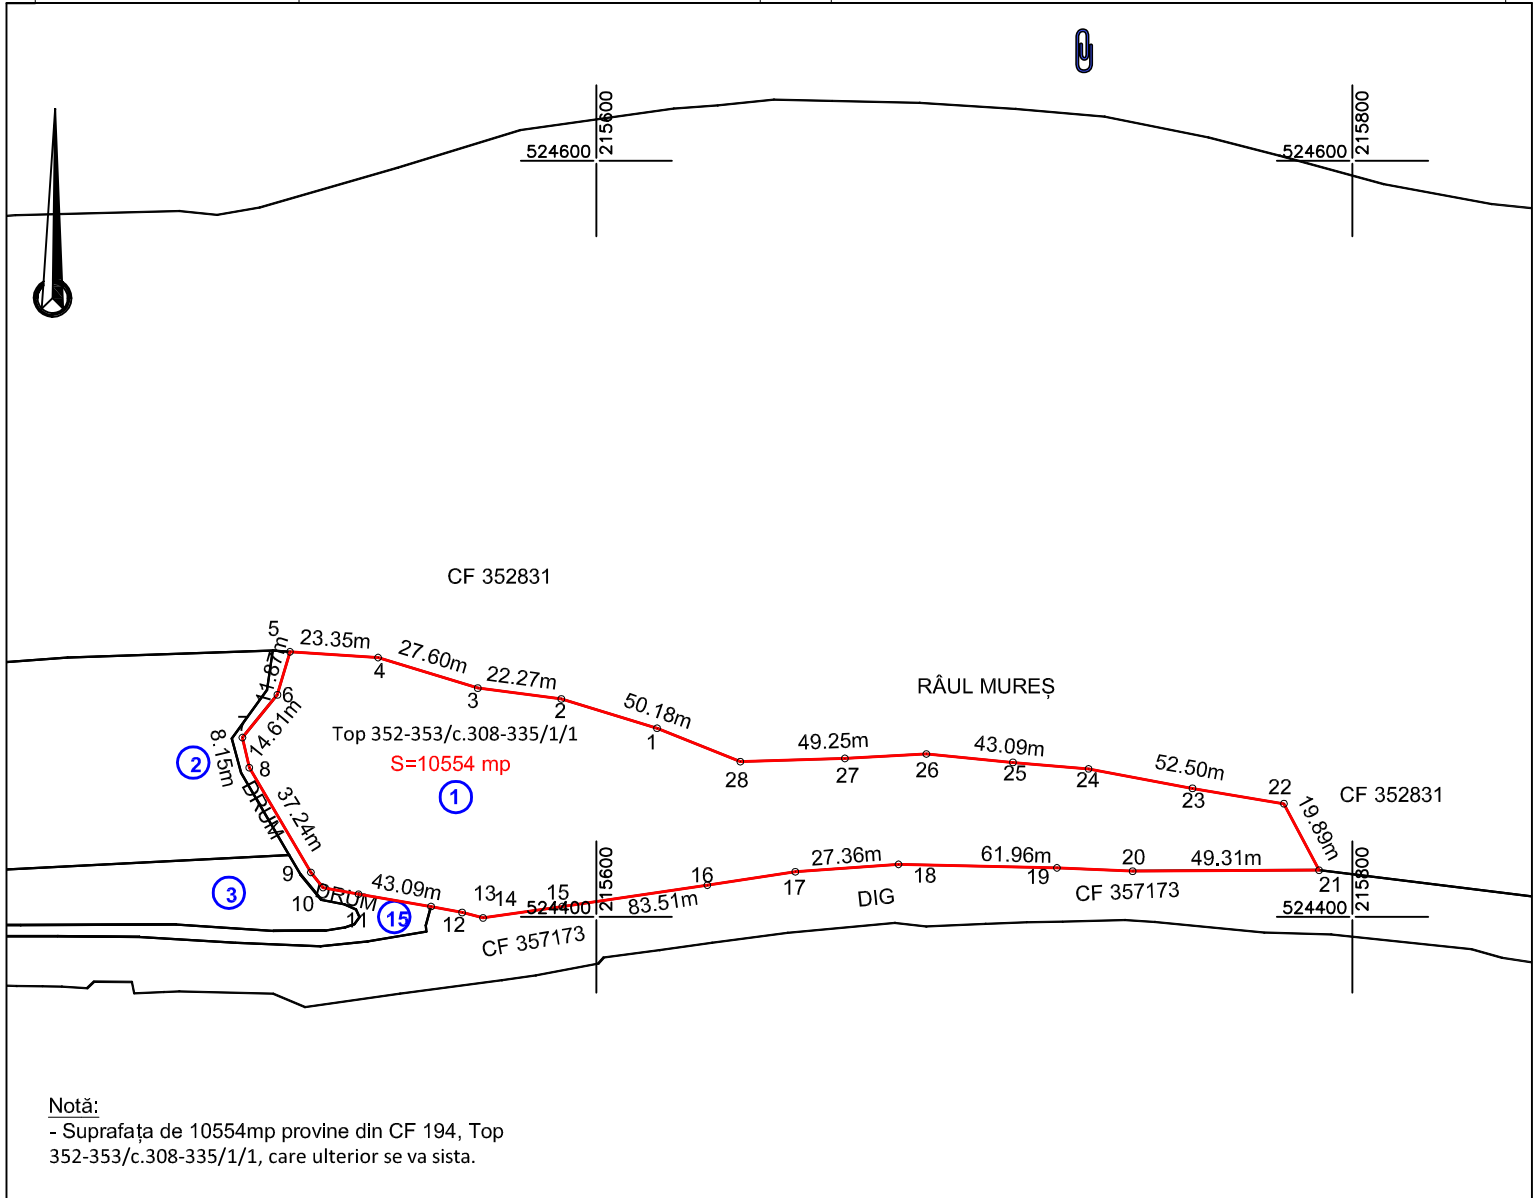 524600
215600
524600
215800
CF 352831
5
23.35m
27.60m
4
11.87m
6
3
22.27m
2
50.18m
1
RÂUL MUREȘ
7
14.61m
8.15m
8
Top 352-353/c.308-335/1/1
S=10554 mp
1
2
28
49.25m
27
26
43.09m
25
24
52.50m
23
22
19.89m
CF 352831
DRUM
37.24m
9
3
10
DRUM
43.09m
11
15
12
13
14
15
CF 357173
524400
215600
83.51m
16
17
27.36m
18
DIG
61.96m
19
20
CF 357173
49.31m
21
524400
215800
Notă:
- Suprafața de 10554mp provine din CF 194, Top
352-353/c.308-335/1/1, care ulterior se va sista.